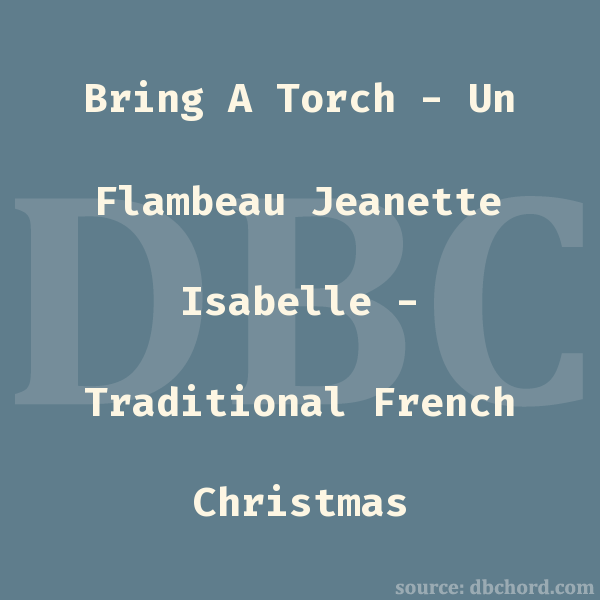 Bring A Torch - Un
Flambeau Jeanette
Isabelle -
Traditional French
Christmas
DBC
source: dbchord.com